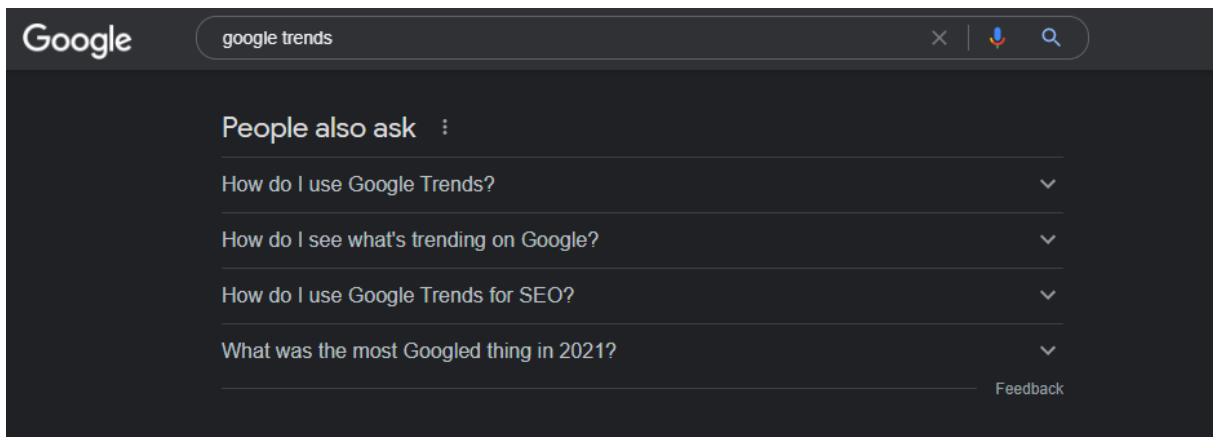 Google
google trends
People also ask
How do I use Google Trends?
How do I see what's trending on Google?
How do I use Google Trends for SEO?
What was the most Googled thing in 2021?
Feedback